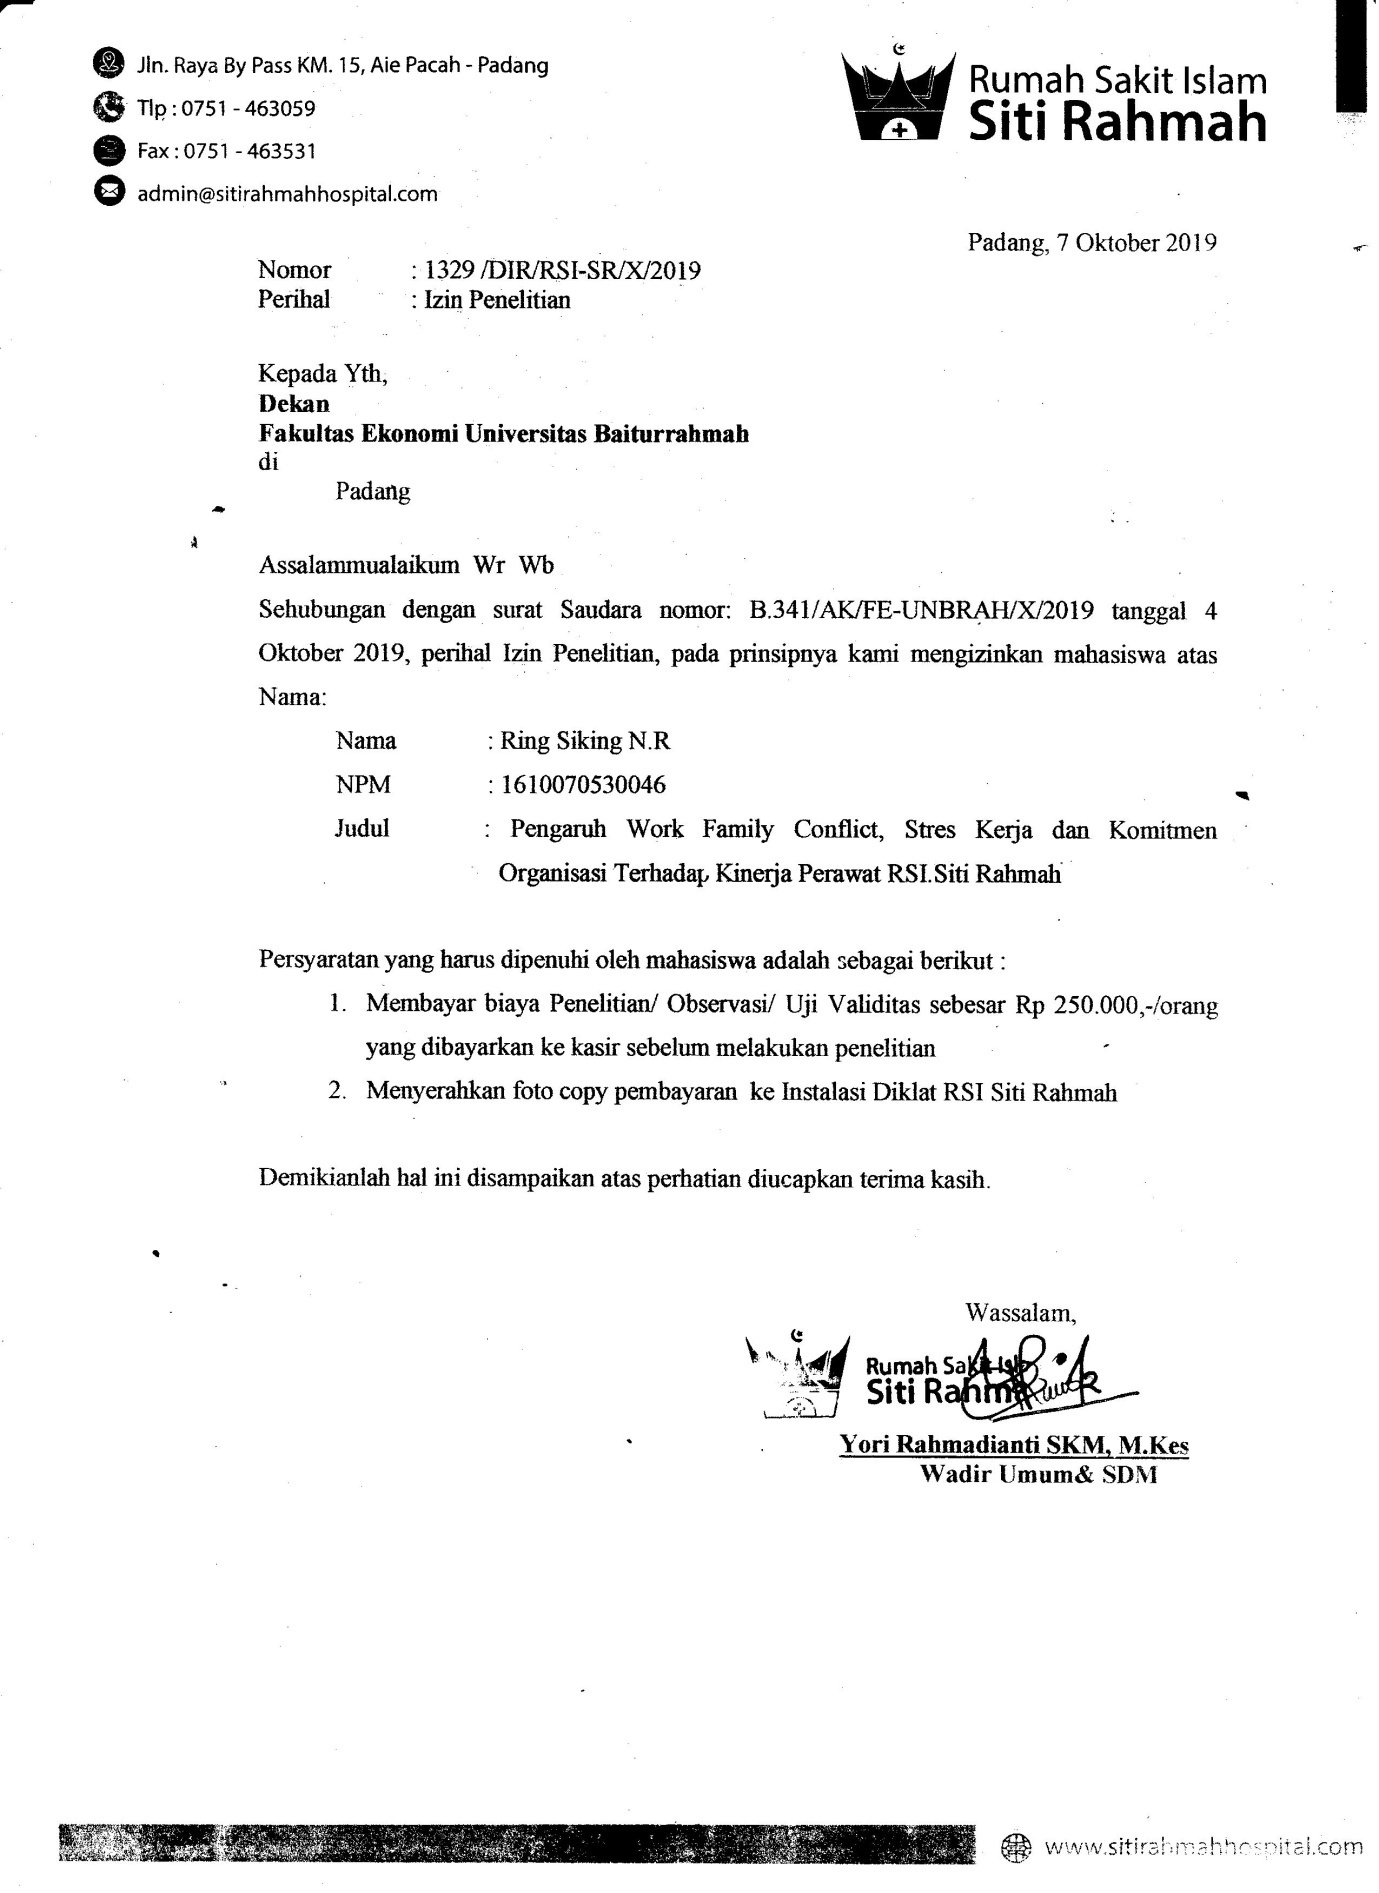 Jln. Raya By Pass KM. 15, Aie Pacah - Padang
Tlp : 0751 - 463059
Fax : 0751 - 463531
admin@sitirahmahhospital.com
Rumah Sakit Islam
Siti Rahmah
Padang, 7 Oktober 2019
Nomor : 1329 /DIR/RSI-SR/X/2019
Perihal : Izin Penelitian
Kepada Yth,
Dekan
Fakultas Ekonomi Universitas Baiturrahmah
di
Padang
Assalammualaikum Wr Wb
Sehubungan dengan surat Saudara nomor: B.341/AK/FE-UNBRAH/X/2019 tanggal 4
Oktober 2019, perihal Izin Penelitian, pada prinsipnya kami mengizinkan mahasiswa atas
Nama:
Nama : Ring Siking N.R
NPM : 1610070530046
Judul : Pengaruh Work Family Conflict, Stres Kerja dan Komitmen
Organisasi Terhadap Kinerja Perawat RSI.Siti Rahmah
Persyaratan yang harus dipenuhi oleh mahasiswa adalah sebagai berikut :
1. Membayar biaya Penelitian/ Observasi/ Uji Validitas sebesar Rp 250.000,-/orang
yang dibayarkan ke kasir sebelum melakukan penelitian
2. Menyerahkan foto copy pembayaran ke Instalasi Diklat RSI Siti Rahmah
Demikianlah hal ini disampaikan atas perhatian diucapkan terima kasih.
Wassalam,
Rumah Sakit Isl
Siti Rahma
Yori Rahmadianti SKM, M.Kes
Wadir Umum& SDM
www.sitirahmahhospital.com